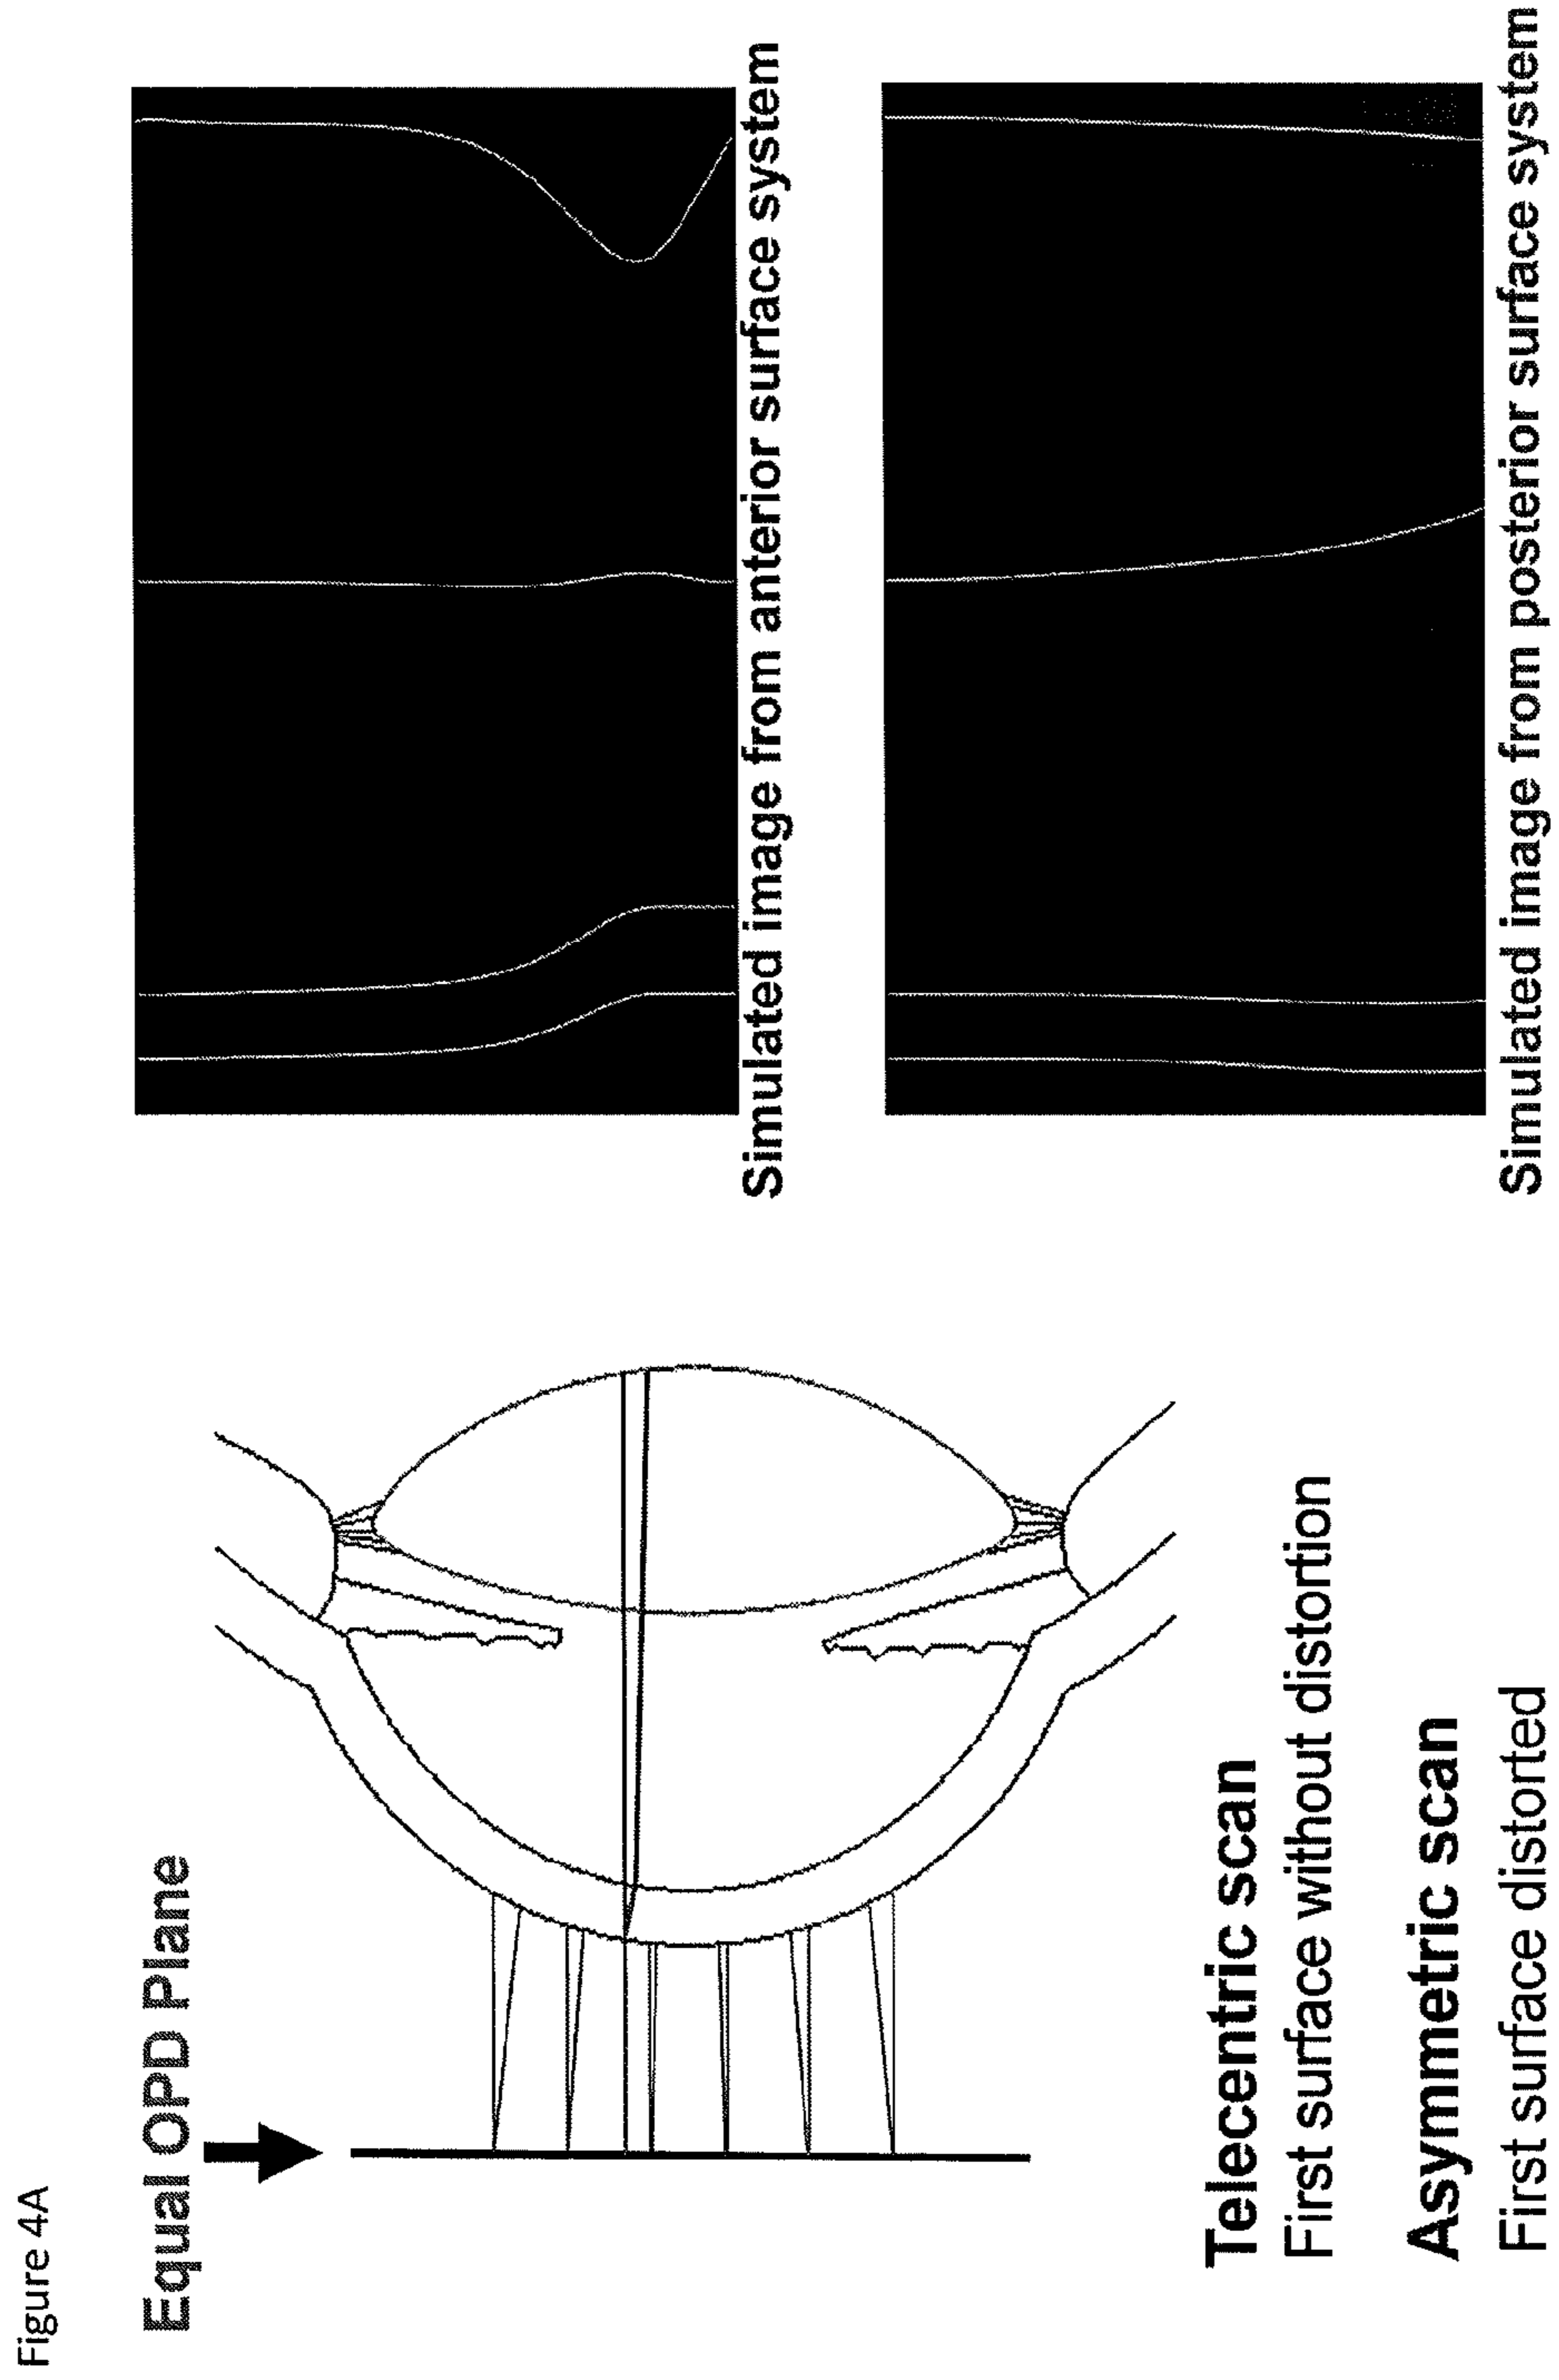 Figure 4A
Equal OPD Plane
Simulated image from anterior surface system
Simulated image from posterior surface system
Telecentric scan
First surface without distortion
Asymmetric scan
First surface distorted